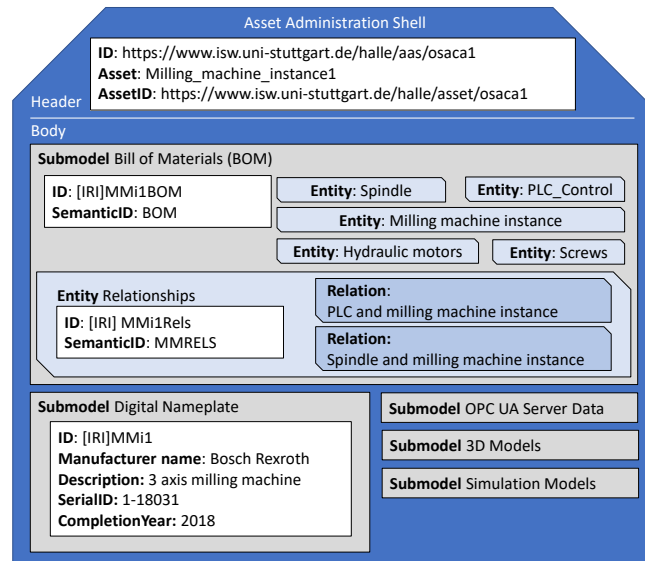 Asset Administration Shell
ID: https://www.isw.uni-stuttgart.de/halle/aas/osaca1
Asset: Milling_machine_instance1
AssetID: https://www.isw.uni-stuttgart.de/halle/asset/osaca1
Header
Body
Submodel Bill of Materials (BOM)
ID: [IRI]MMi1BOM
SemanticID: BOM
Entity: Spindle
Entity: PLC_Control
Entity: Milling machine instance
Entity: Hydraulic motors
Entity: Screws
Entity Relationships
ID: [IRI] MMi1Rels
SemanticID: MMRELS
Relation:
PLC and milling machine instance
Relation:
Spindle and milling machine instance
Submodel Digital Nameplate
ID: [IRI]MMi1
Manufacturer name: Bosch Rexroth
Description: 3 axis milling machine
SerialID: 1-18031
CompletionYear: 2018
Submodel OPC UA Server Data
Submodel 3D Models
Submodel Simulation Models